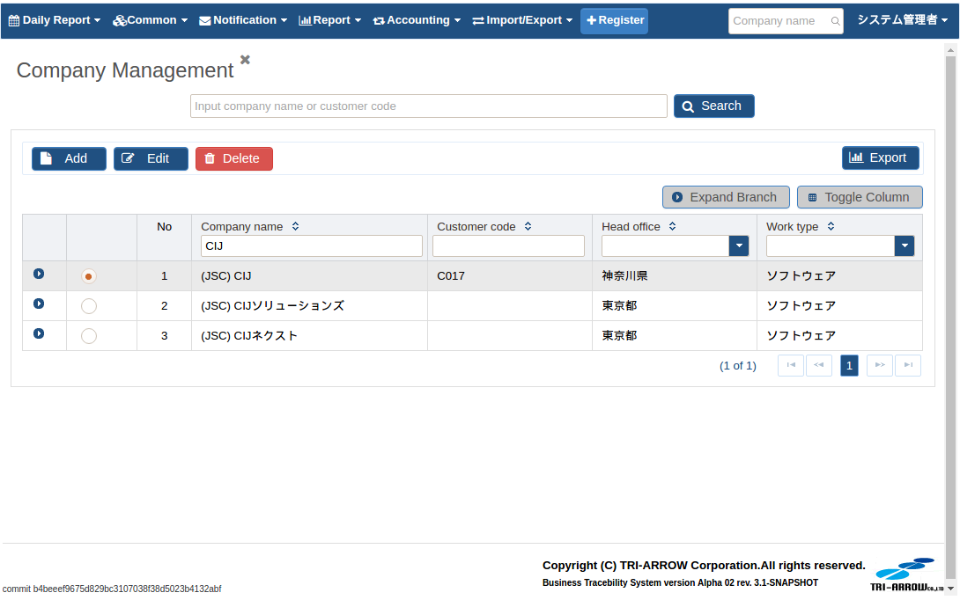 Daily Report Common Notification Report Accounting Import/Export Register Company name システム管理者
Company Management
Input company name or customer code Search
Add Edit Delete Export
Expand Branch Toggle Column
No Company name Customer code Head office Work type
CIJ
1 (JSC) CIJ C017 神奈川県 ソフトウェア
2 (JSC) CIJソリューションズ 東京都 ソフトウェア
3 (JSC) CIJネクスト 東京都 ソフトウェア
(1 of 1) 1
Copyright (C) TRI-ARROW Corporation.All rights reserved.
Business Tracebility System version Alpha 02 rev. 3.1-SNAPSHOT
TRI-ARROW CO.,LTD
commit b4beeef9675d829bc3107038f38d5023b4132abf